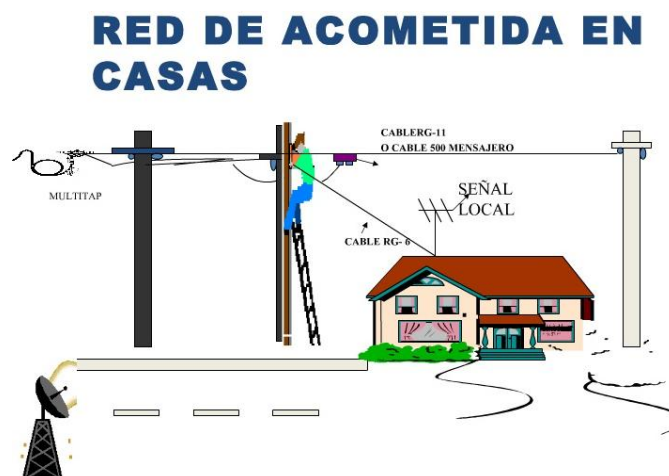 RED DE ACOMETIDA EN
CASAS
CABLERG-11
O CABLE 500 MENSAJERO
MULTITAP
SEÑAL
LOCAL
CABLE RG- 6